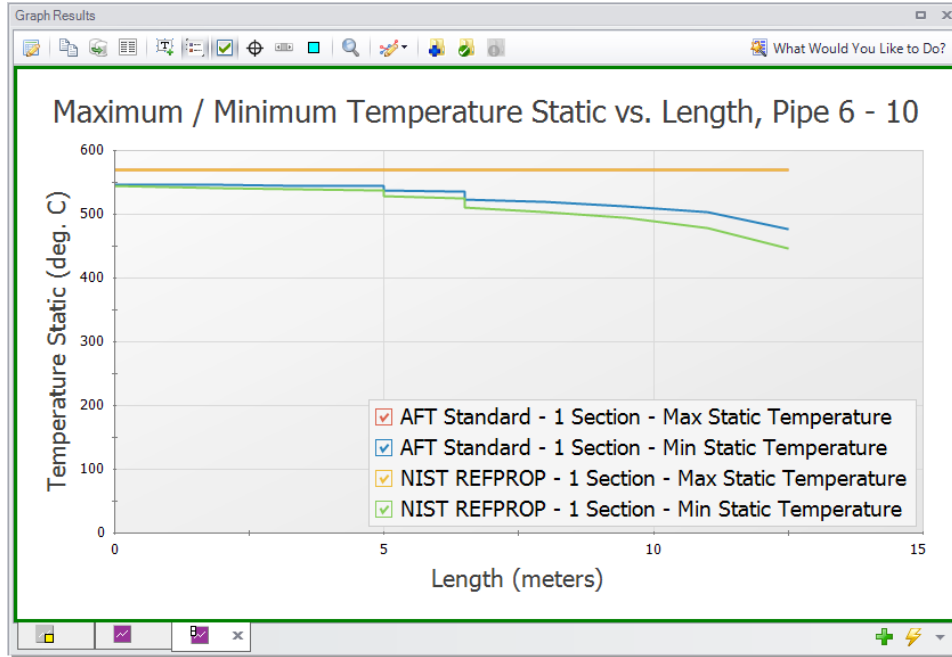 Graph Results
What Would You Like to Do?
Maximum / Minimum Temperature Static vs. Length, Pipe 6 - 10
Temperature Static (deg. C)
600
500
400
300
200
100
0
AFT Standard - 1 Section - Max Static Temperature
AFT Standard - 1 Section - Min Static Temperature
NIST REFPROP - 1 Section - Max Static Temperature
NIST REFPROP - 1 Section - Min Static Temperature
0 5 10 15
Length (meters)